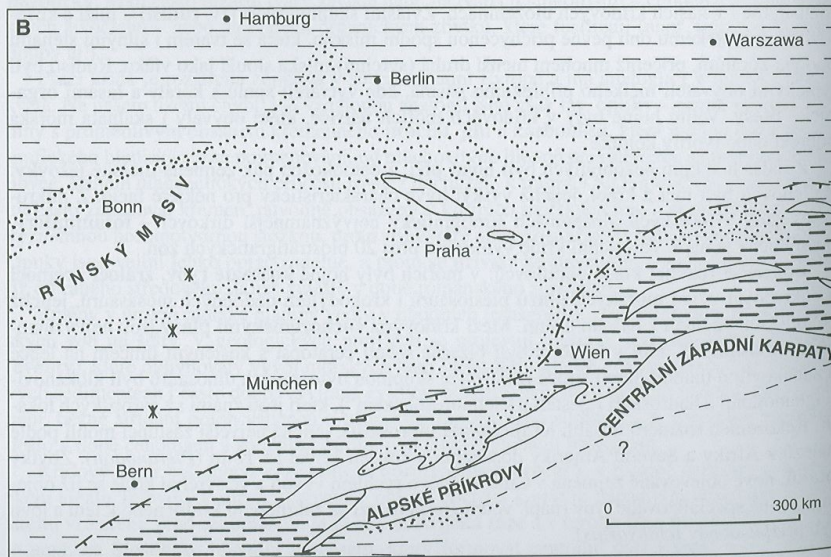 B
Hamburg
Warszawa
Berlin
Bonn
RÝNSKÝ MASIV
Praha
Wien
München
CENTRÁLNÍ ZÁPADNÍ KARPATY
Bern
ALPSKÉ PŘÍKROVY
?
0 300 km